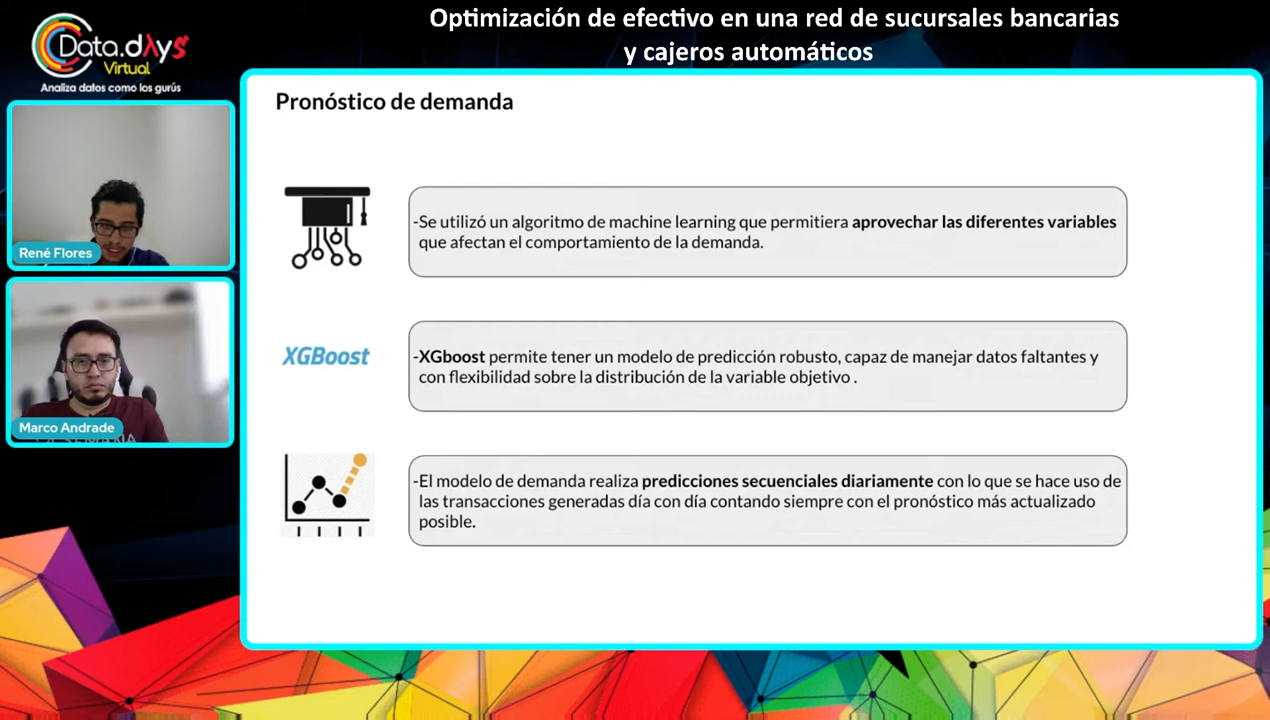 Optimización de efectivo en una red de sucursales bancarias
y cajeros automáticos
Data.dAys
Virtual
Analiza datos como los gurús
René Flores
Marco Andrade
Pronóstico de demanda
-Se utilizó un algoritmo de machine learning que permitiera aprovechar las diferentes variables
que afectan el comportamiento de la demanda.
XGBoost
-XGboost permite tener un modelo de predicción robusto, capaz de manejar datos faltantes y
con flexibilidad sobre la distribución de la variable objetivo .
-El modelo de demanda realiza predicciones secuenciales diariamente con lo que se hace uso de
las transacciones generadas día con día contando siempre con el pronóstico más actualizado
posible.